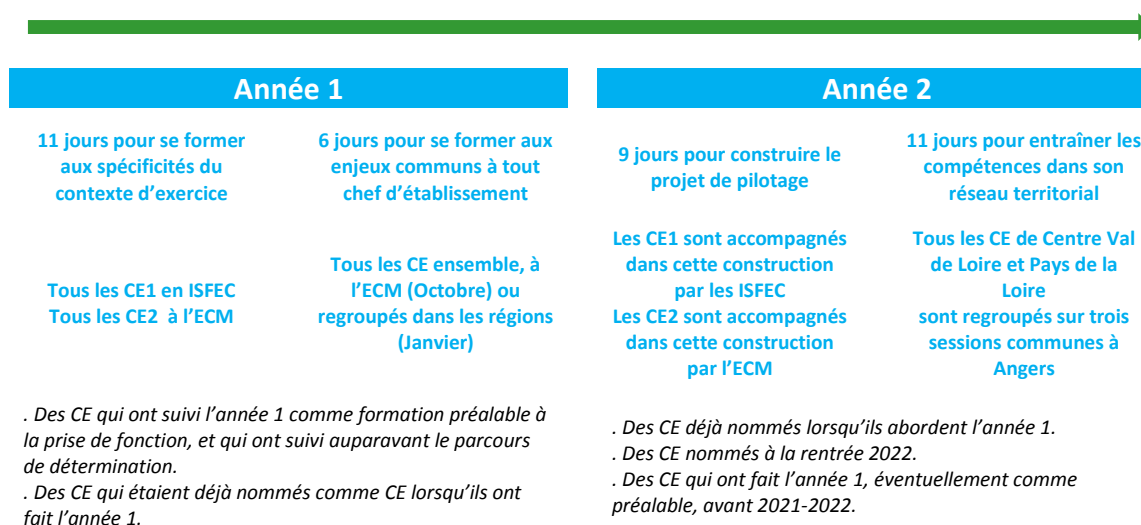 Année 1
11 jours pour se former
aux spécificités du
contexte d'exercice
6 jours pour se former aux
enjeux communs à tout
chef d'établissement
Tous les CE1 en ISFEC
Tous les CE2 à l'ECM
Tous les CE ensemble, à
l'ECM (Octobre) ou
regroupés dans les régions
(Janvier)
. Des CE qui ont suivi l'année 1 comme formation préalable à
la prise de fonction, et qui ont suivi auparavant le parcours
de détermination.
. Des CE qui étaient déjà nommés comme CE lorsqu'ils ont
fait l'année 1.
Année 2
9 jours pour construire le
projet de pilotage
11 jours pour entraîner les
compétences dans son
réseau territorial
Les CE1 sont accompagnés
dans cette construction
par les ISFEC
Les CE2 sont accompagnés
dans cette construction
par l'ECM
Tous les CE de Centre Val
de Loire et Pays de la
Loire
sont regroupés sur trois
sessions communes à
Angers
. Des CE déjà nommés lorsqu'ils abordent l'année 1.
. Des CE nommés à la rentrée 2022.
. Des CE qui ont fait l'année 1, éventuellement comme
préalable, avant 2021-2022.